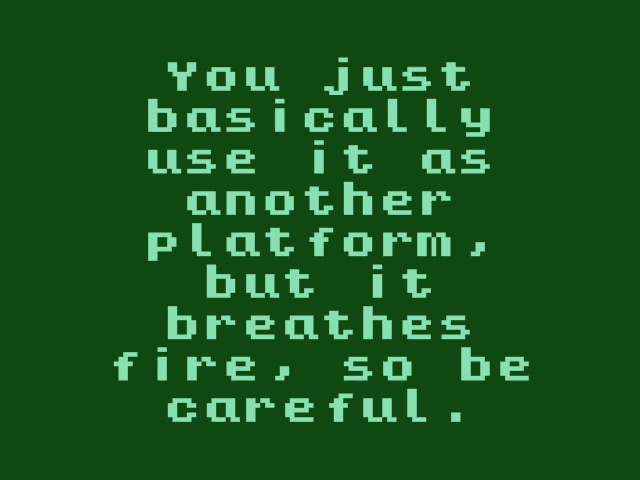 You just
basically
use it as
another
platform,
but it
breathes
fire, so be
careful.